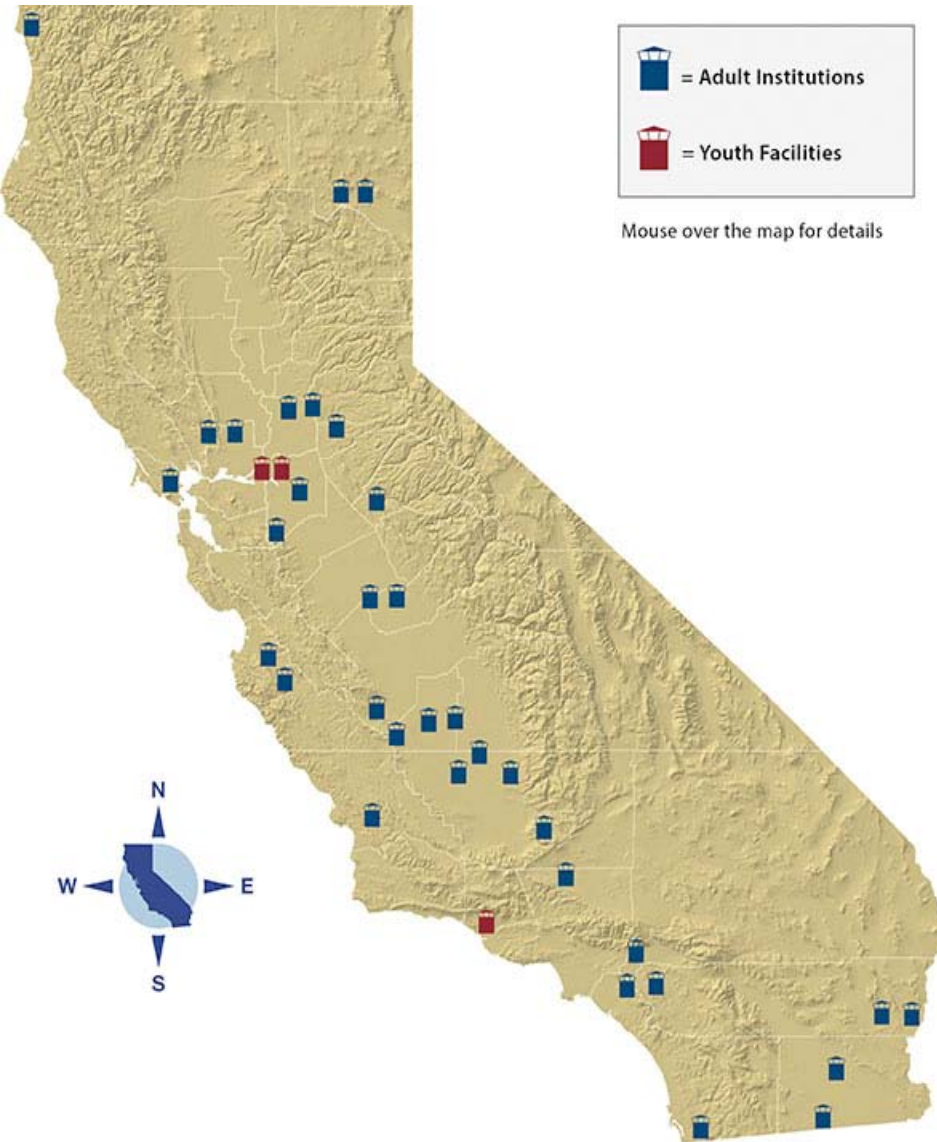 = Adult Institutions
= Youth Facilities
Mouse over the map for details
N
W
E
S